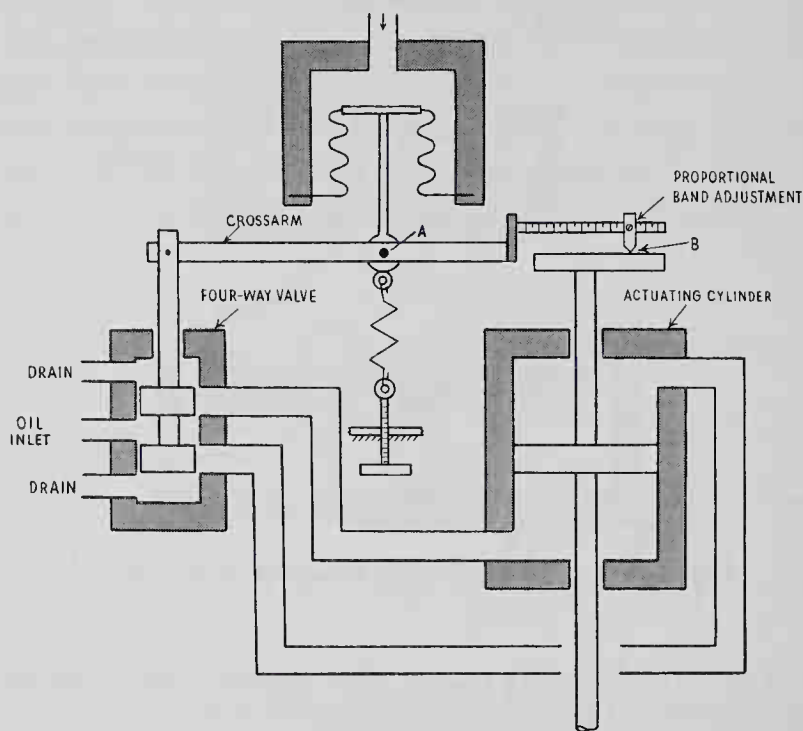 PROPORTIONAL
BAND ADJUSTMENT
CROSSARM
A
B
FOUR-WAY VALVE
ACTUATING CYLINDER
DRAIN
OIL
INLET
DRAIN